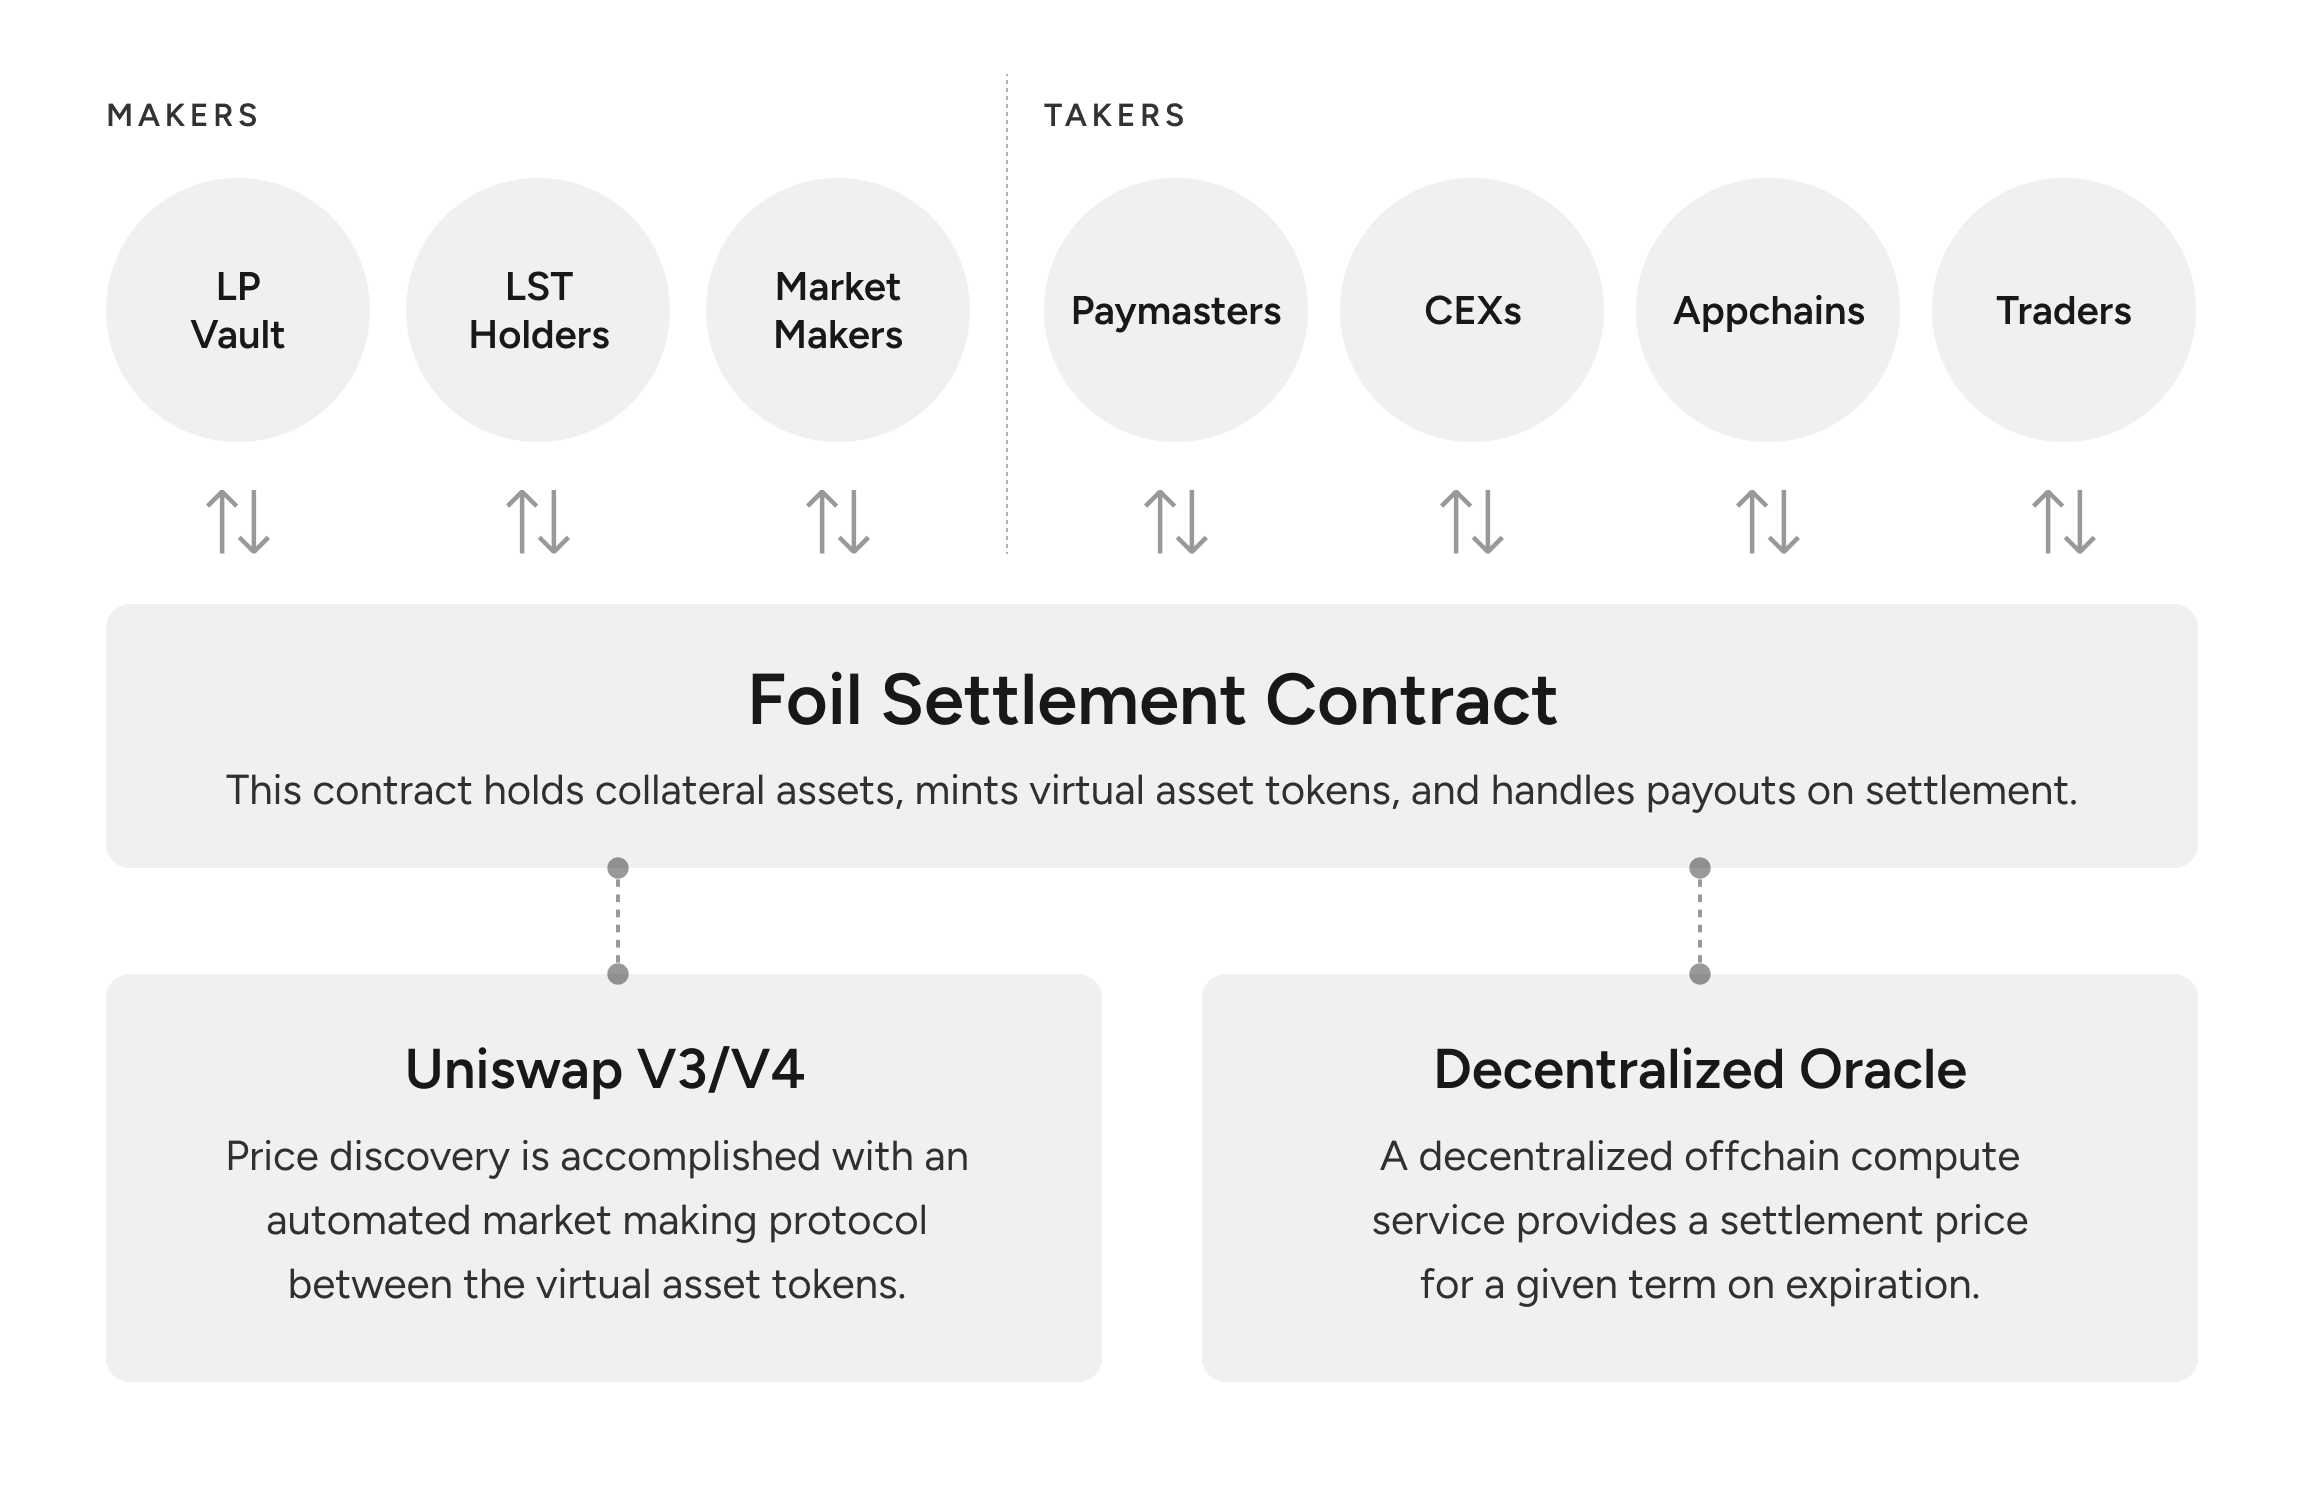 MAKERS
TAKERS
LP
Vault
LST
Holders
Market
Makers
Paymasters
CEXs
Appchains
Traders
Foil Settlement Contract
This contract holds collateral assets, mints virtual asset tokens, and handles payouts on settlement.
Uniswap V3/V4
Price discovery is accomplished with an
automated market making protocol
between the virtual asset tokens.
Decentralized Oracle
A decentralized offchain compute
service provides a settlement price
for a given term on expiration.